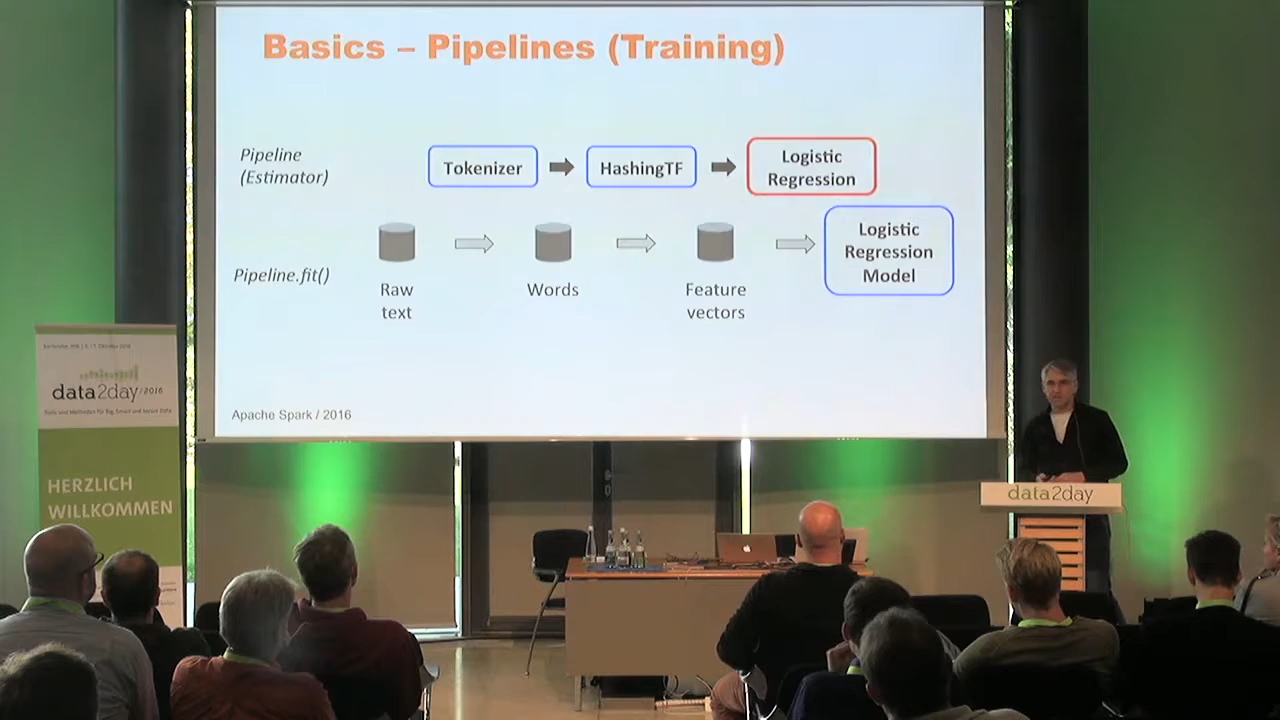 Basics – Pipelines (Training)
Pipeline
(Estimator)
Tokenizer
HashingTF
Logistic
Regression
Pipeline.fit()
Raw
text
Words
Feature
vectors
Logistic
Regression
Model
Apache Spark / 2016
data2day/2016
HERZLICH
WILLKOMMEN
data2day